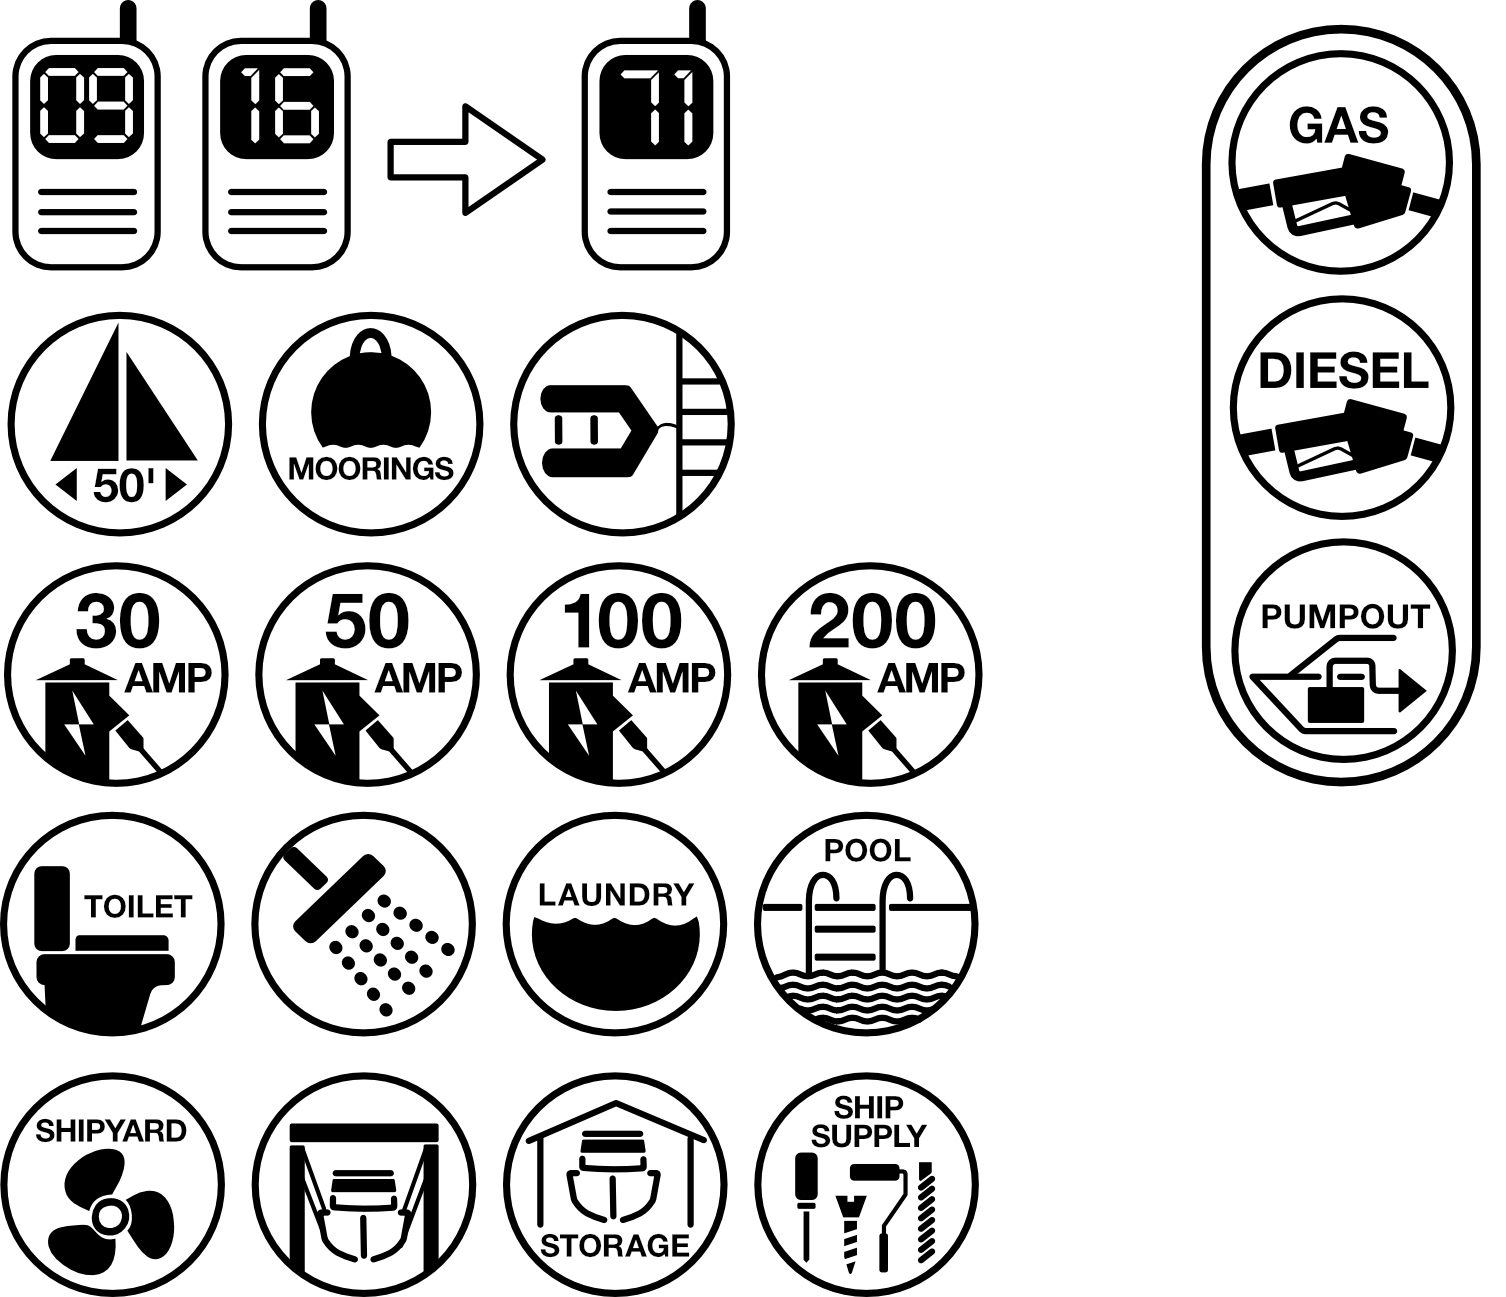 09
16
71
GAS
DIESEL
PUMPOUT
50'
MOORINGS
30
AMP
50
AMP
100
AMP
200
AMP
TOILET
LAUNDRY
POOL
SHIPYARD
STORAGE
SHIP
SUPPLY